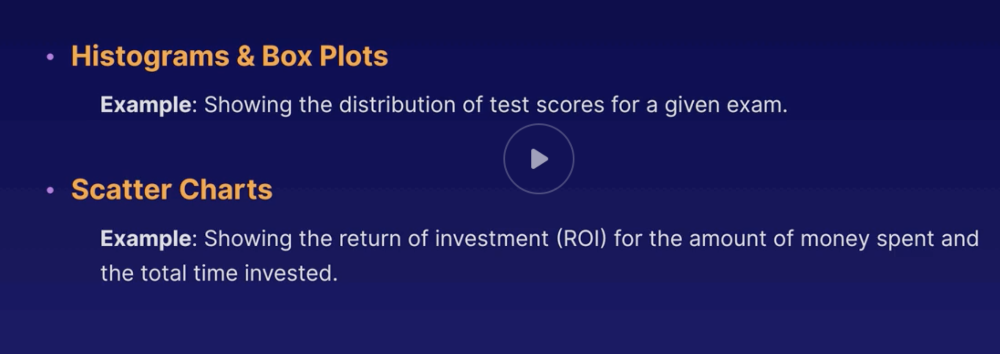 • Histograms & Box Plots
Example: Showing the distribution of test scores for a given exam.
• Scatter Charts
Example: Showing the return of investment (ROI) for the amount of money spent and
the total time invested.